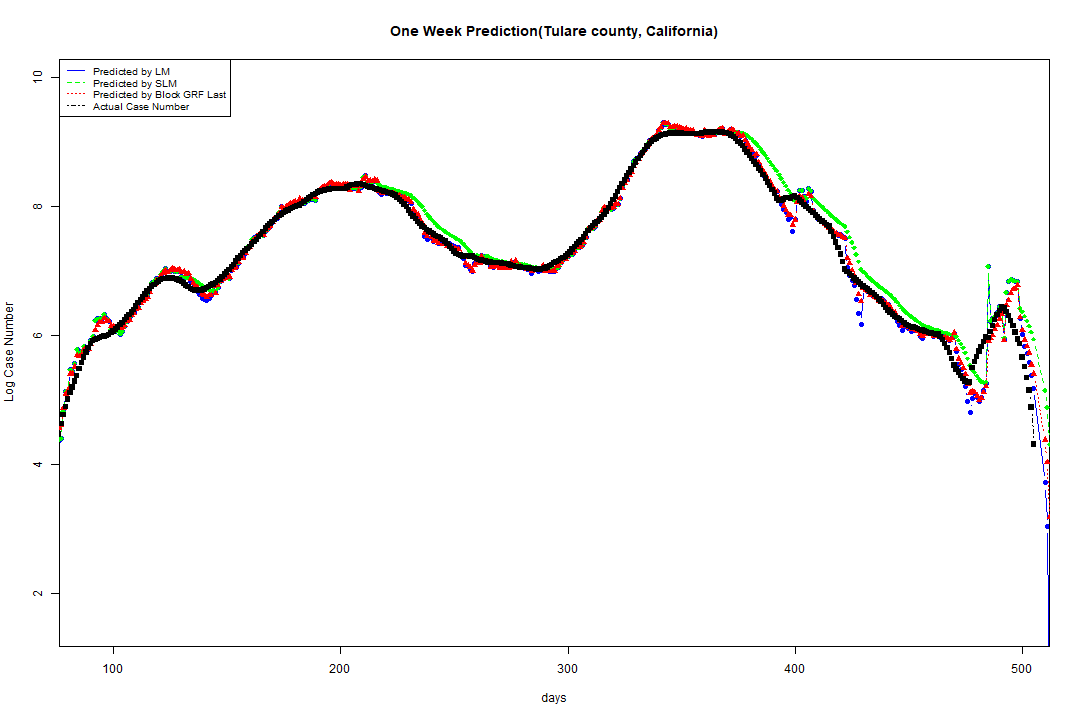 One Week Prediction(Tulare county, California)
Predicted by LM
Predicted by SLM
Predicted by Block GRF Last
Actual Case Number
10
8
6
4
2
Log Case Number
100
200
300
400
500
days